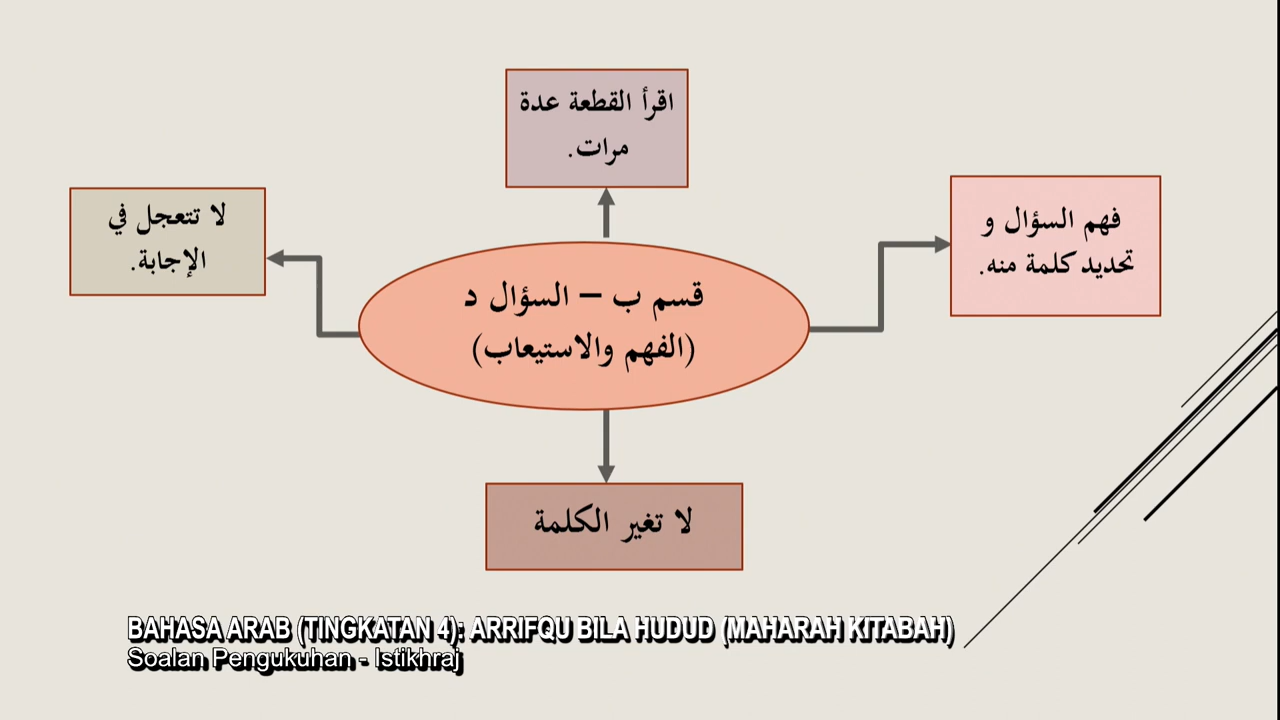 اقرأ القطعة عدة
مرات.
فهم السؤال و
تحديد كلمة منه.
لا تتعجل في
الإجابة.
قسم ب – السؤال د
(الفهم والاستيعاب)
لا تغير الكلمة
BAHASA ARAB (TINGKATAN 4): ARRIFQU BILA HUDUD (MAHARAH KITABAH)
Soalan Pengukuhan - Istikhraj